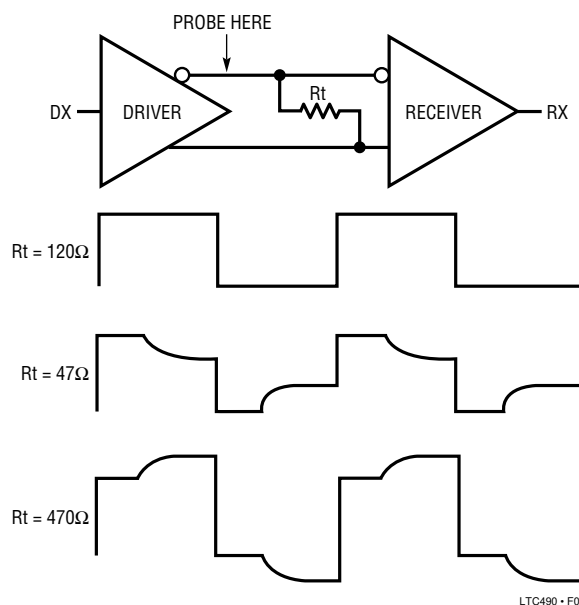 PROBE HERE
Rt
DX
DRIVER
RECEIVER
RX
Rt = 120Ω
Rt = 47Ω
Rt = 470Ω
LTC490 • F0